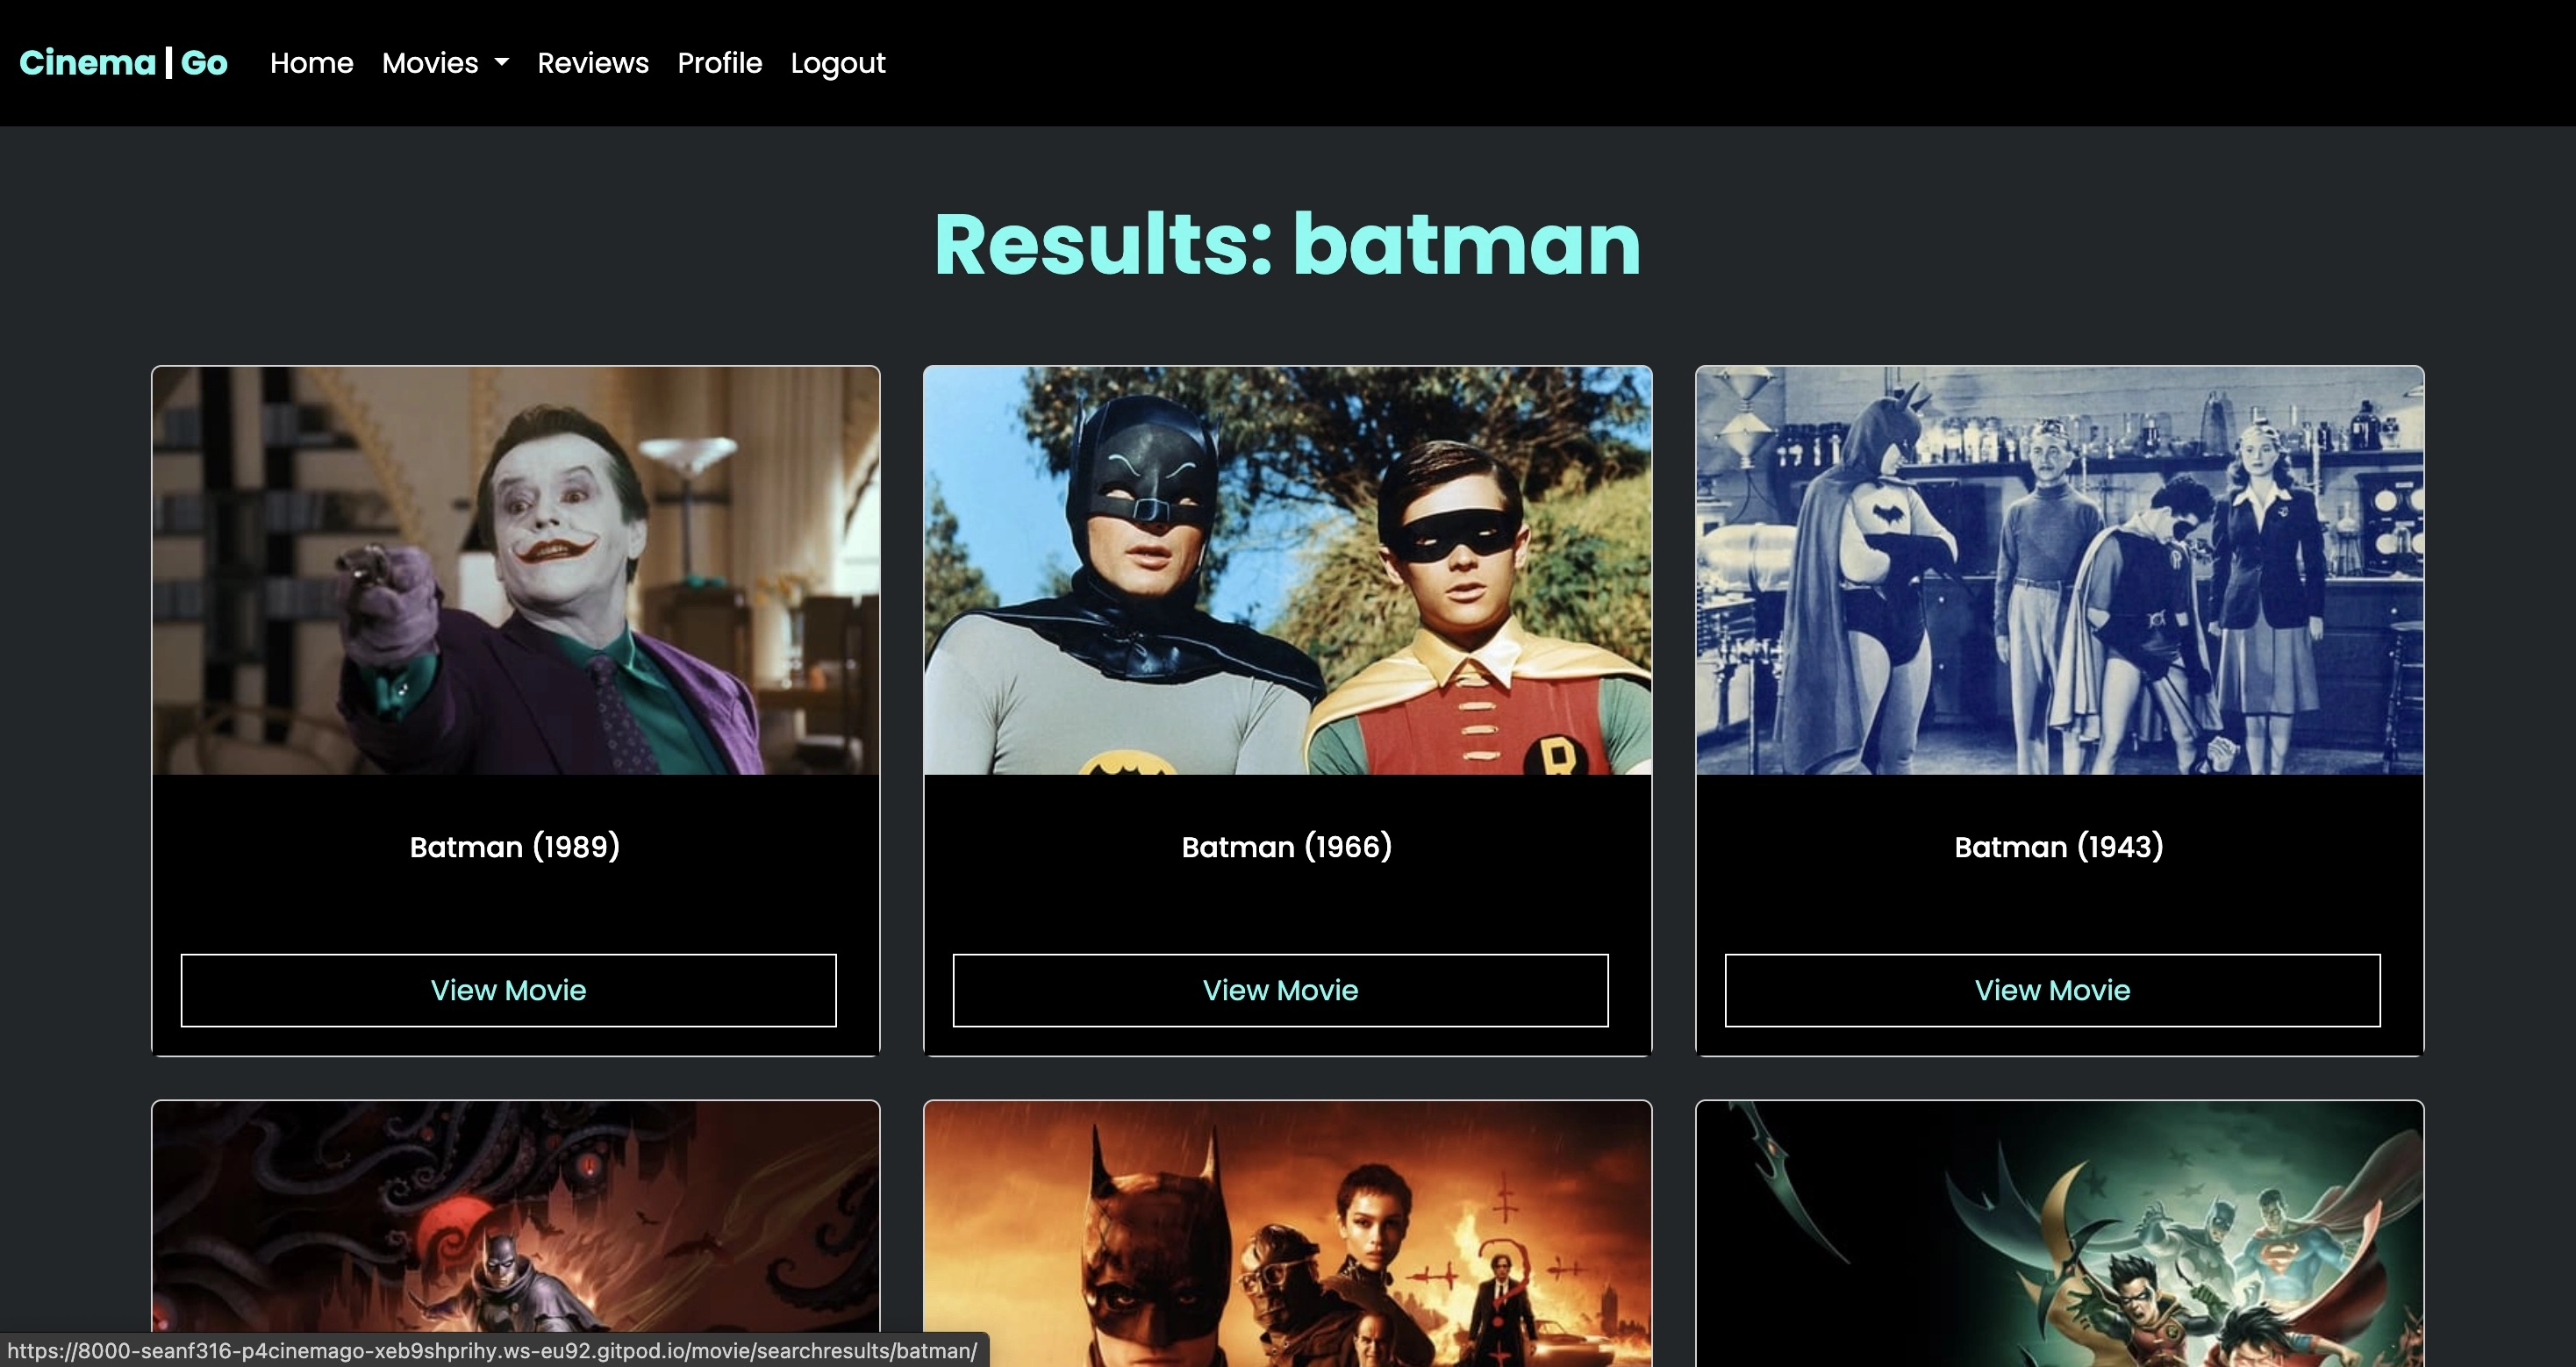 Cinema | Go Home Movies Reviews Profile Logout
Results: batman
Batman (1989)
View Movie
Batman (1966)
View Movie
Batman (1943)
View Movie
R
https://8000-seanf316-p4cinemago-xeb9shprihy.ws-eu92.gitpod.io/movie/searchresults/batman/